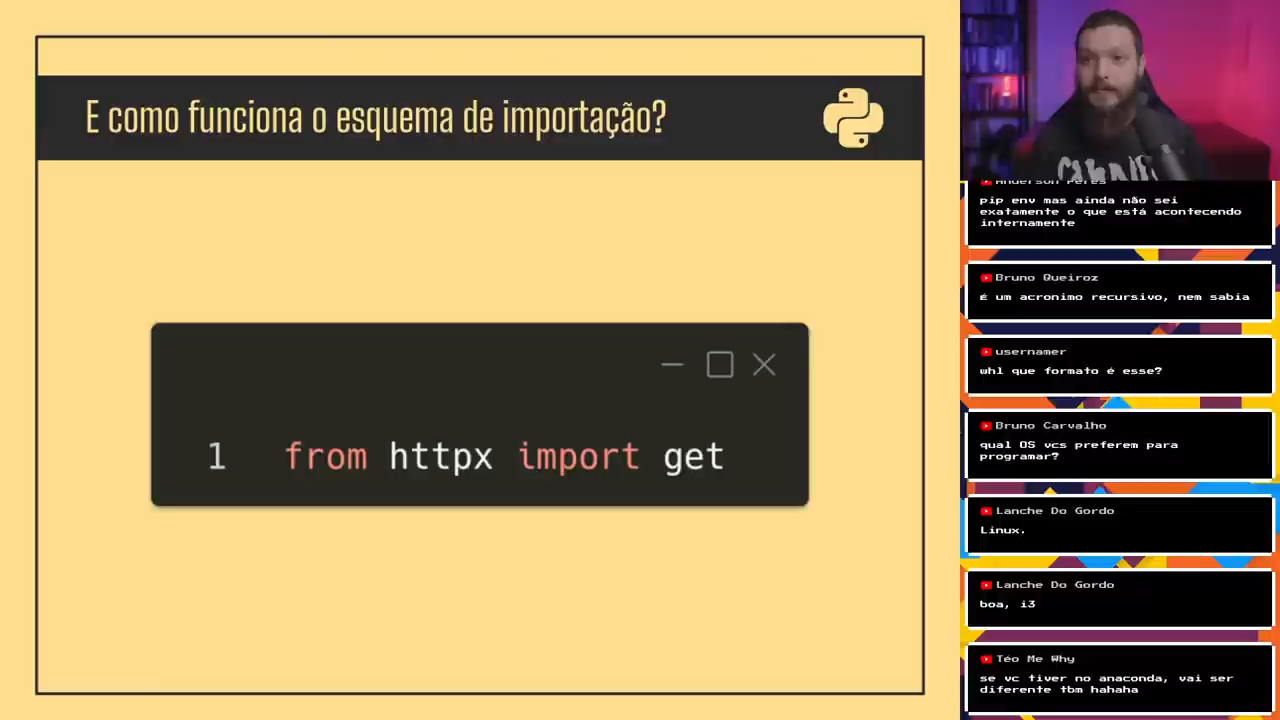 E como funciona o esquema de importação?
1 from httpx import get
Anderson Peres
pip env mas ainda não sei
exatamente o que está acontecendo
internamente
Bruno Queiroz
é um acronimo recursivo, nem sabia
usernamer
whl que formato é esse?
Bruno Carvalho
qual OS vcs preferem para
programar?
Lanche Do Gordo
Linux.
Lanche Do Gordo
boa, i3
Téo Me Why
se vc tiver no anaconda, vai ser
diferente tbm hahaha